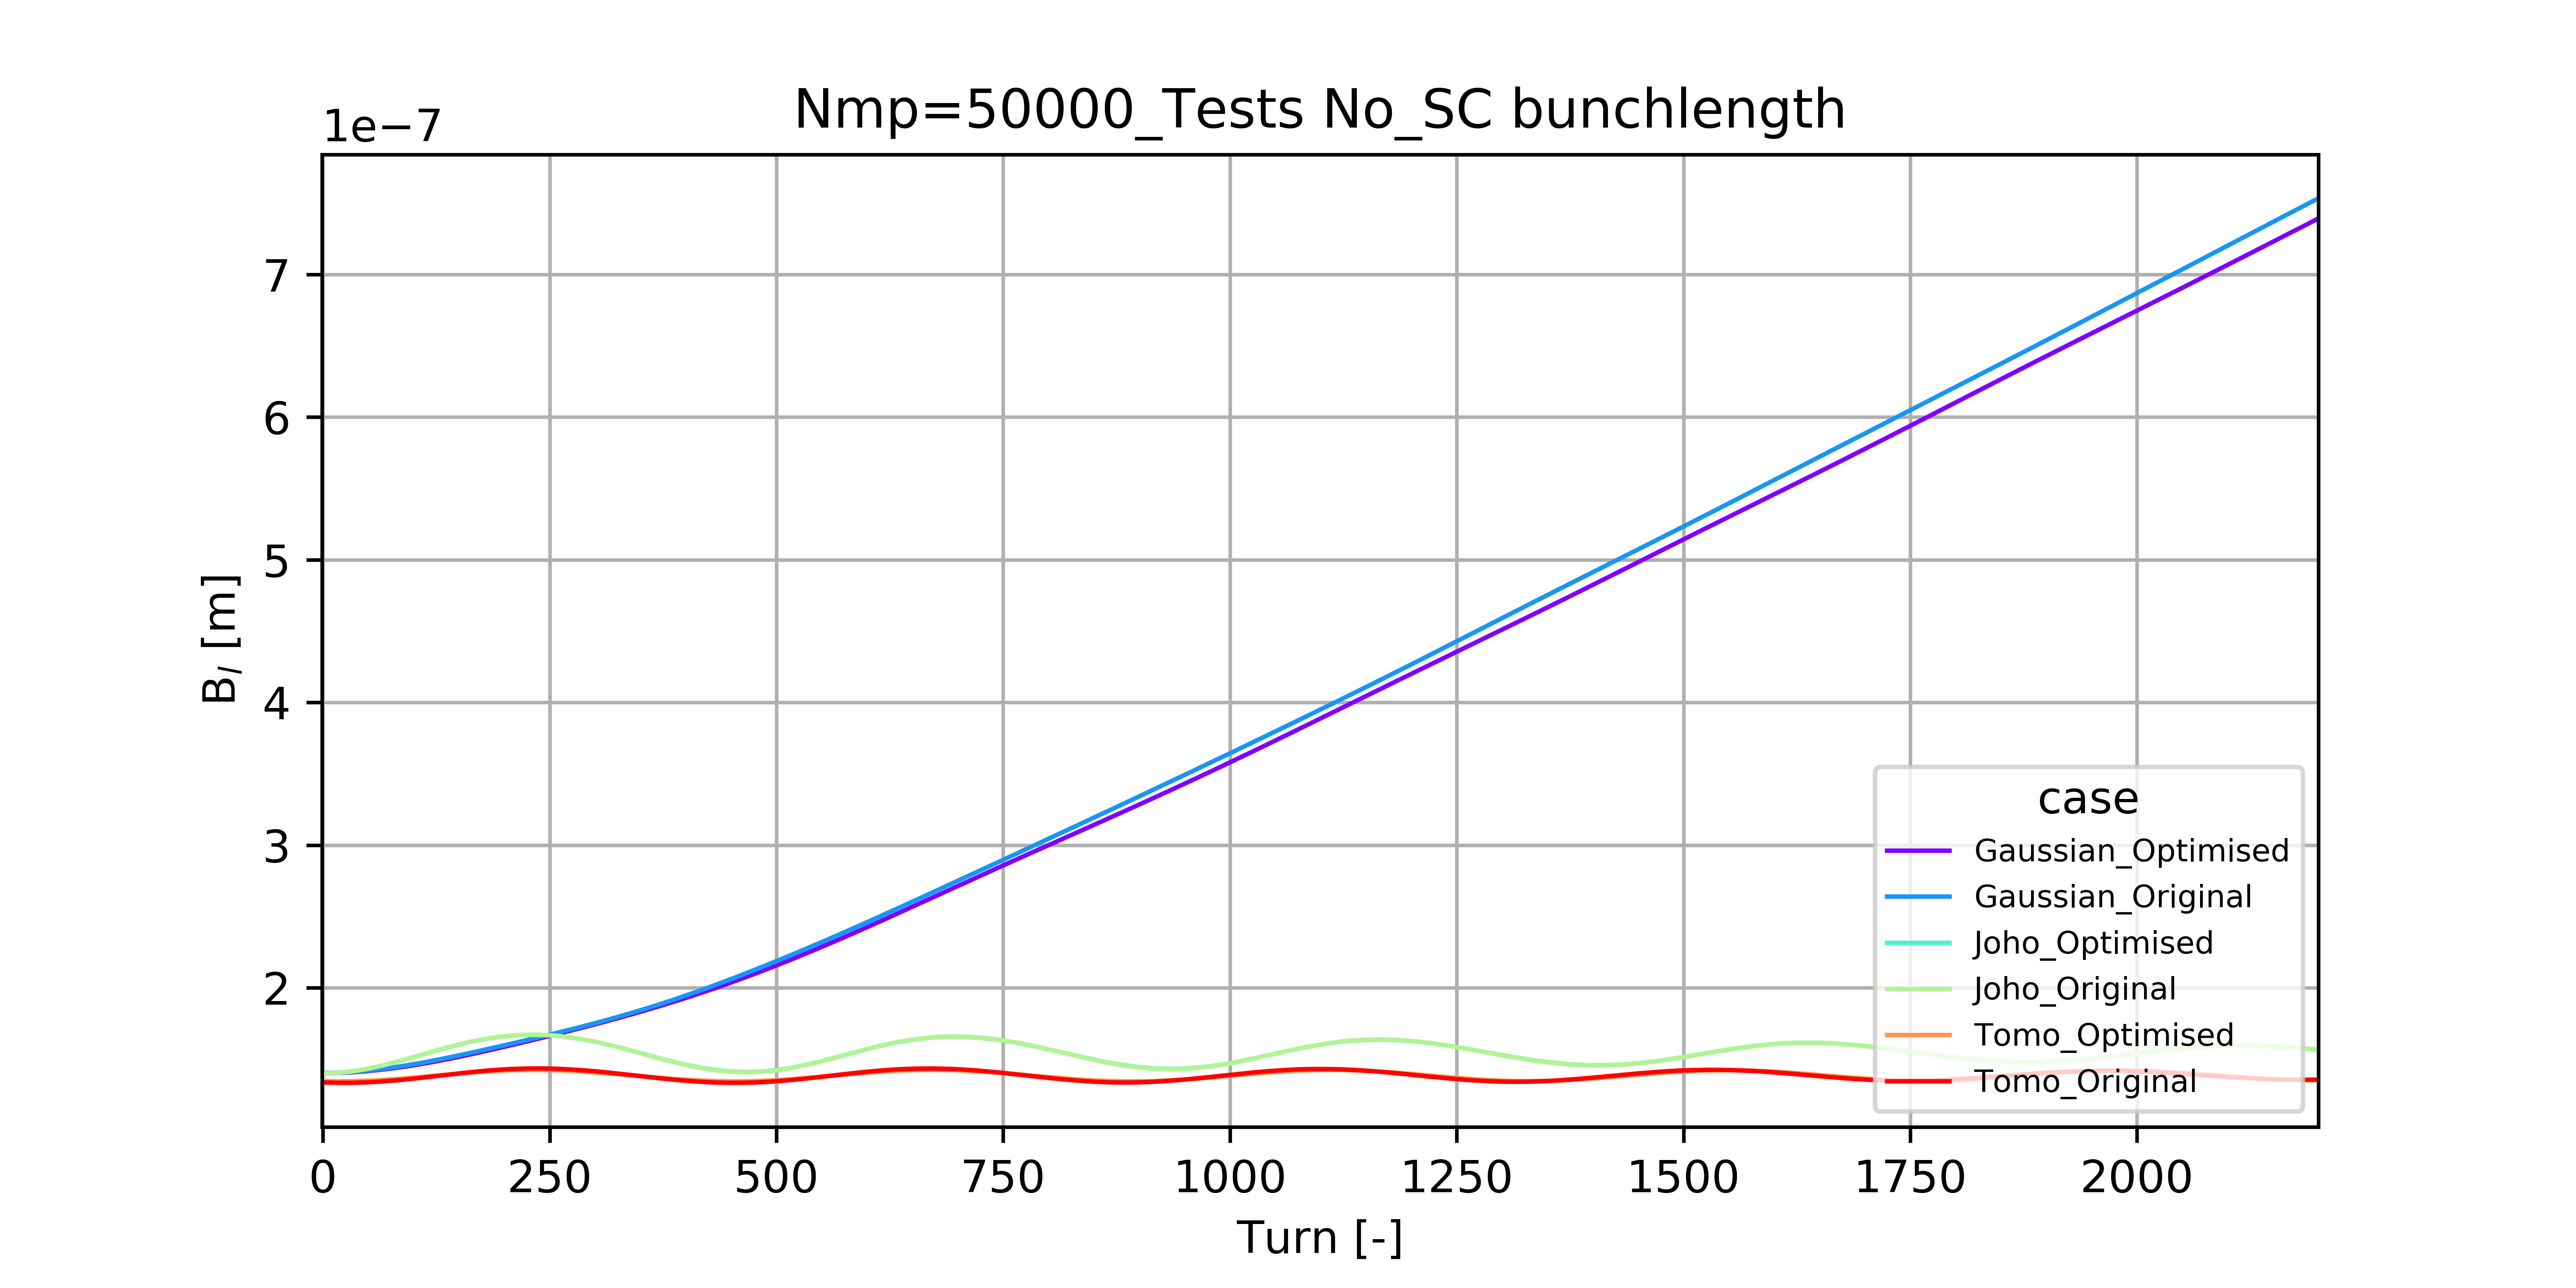 Nmp=50000_Tests No_SC bunchlength
1e−7
7
6
5
4
3
2
B_l [m]
0 250 500 750 1000 1250 1500 1750 2000
Turn [-]
case
Gaussian_Optimised
Gaussian_Original
Joho_Optimised
Joho_Original
Tomo_Optimised
Tomo_Original